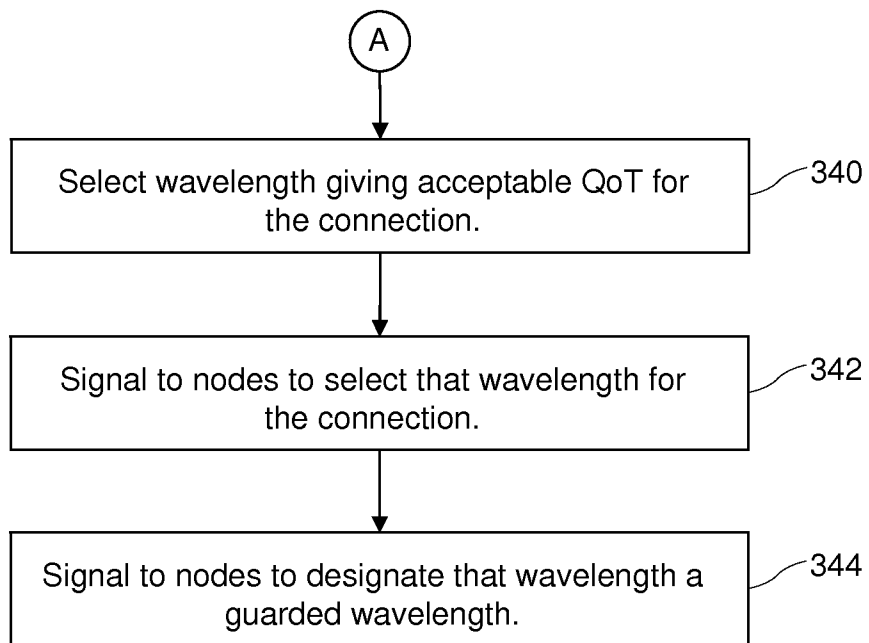 A
Select wavelength giving acceptable QoT for
the connection.
340
Signal to nodes to select that wavelength for
the connection.
342
Signal to nodes to designate that wavelength a
guarded wavelength.
344